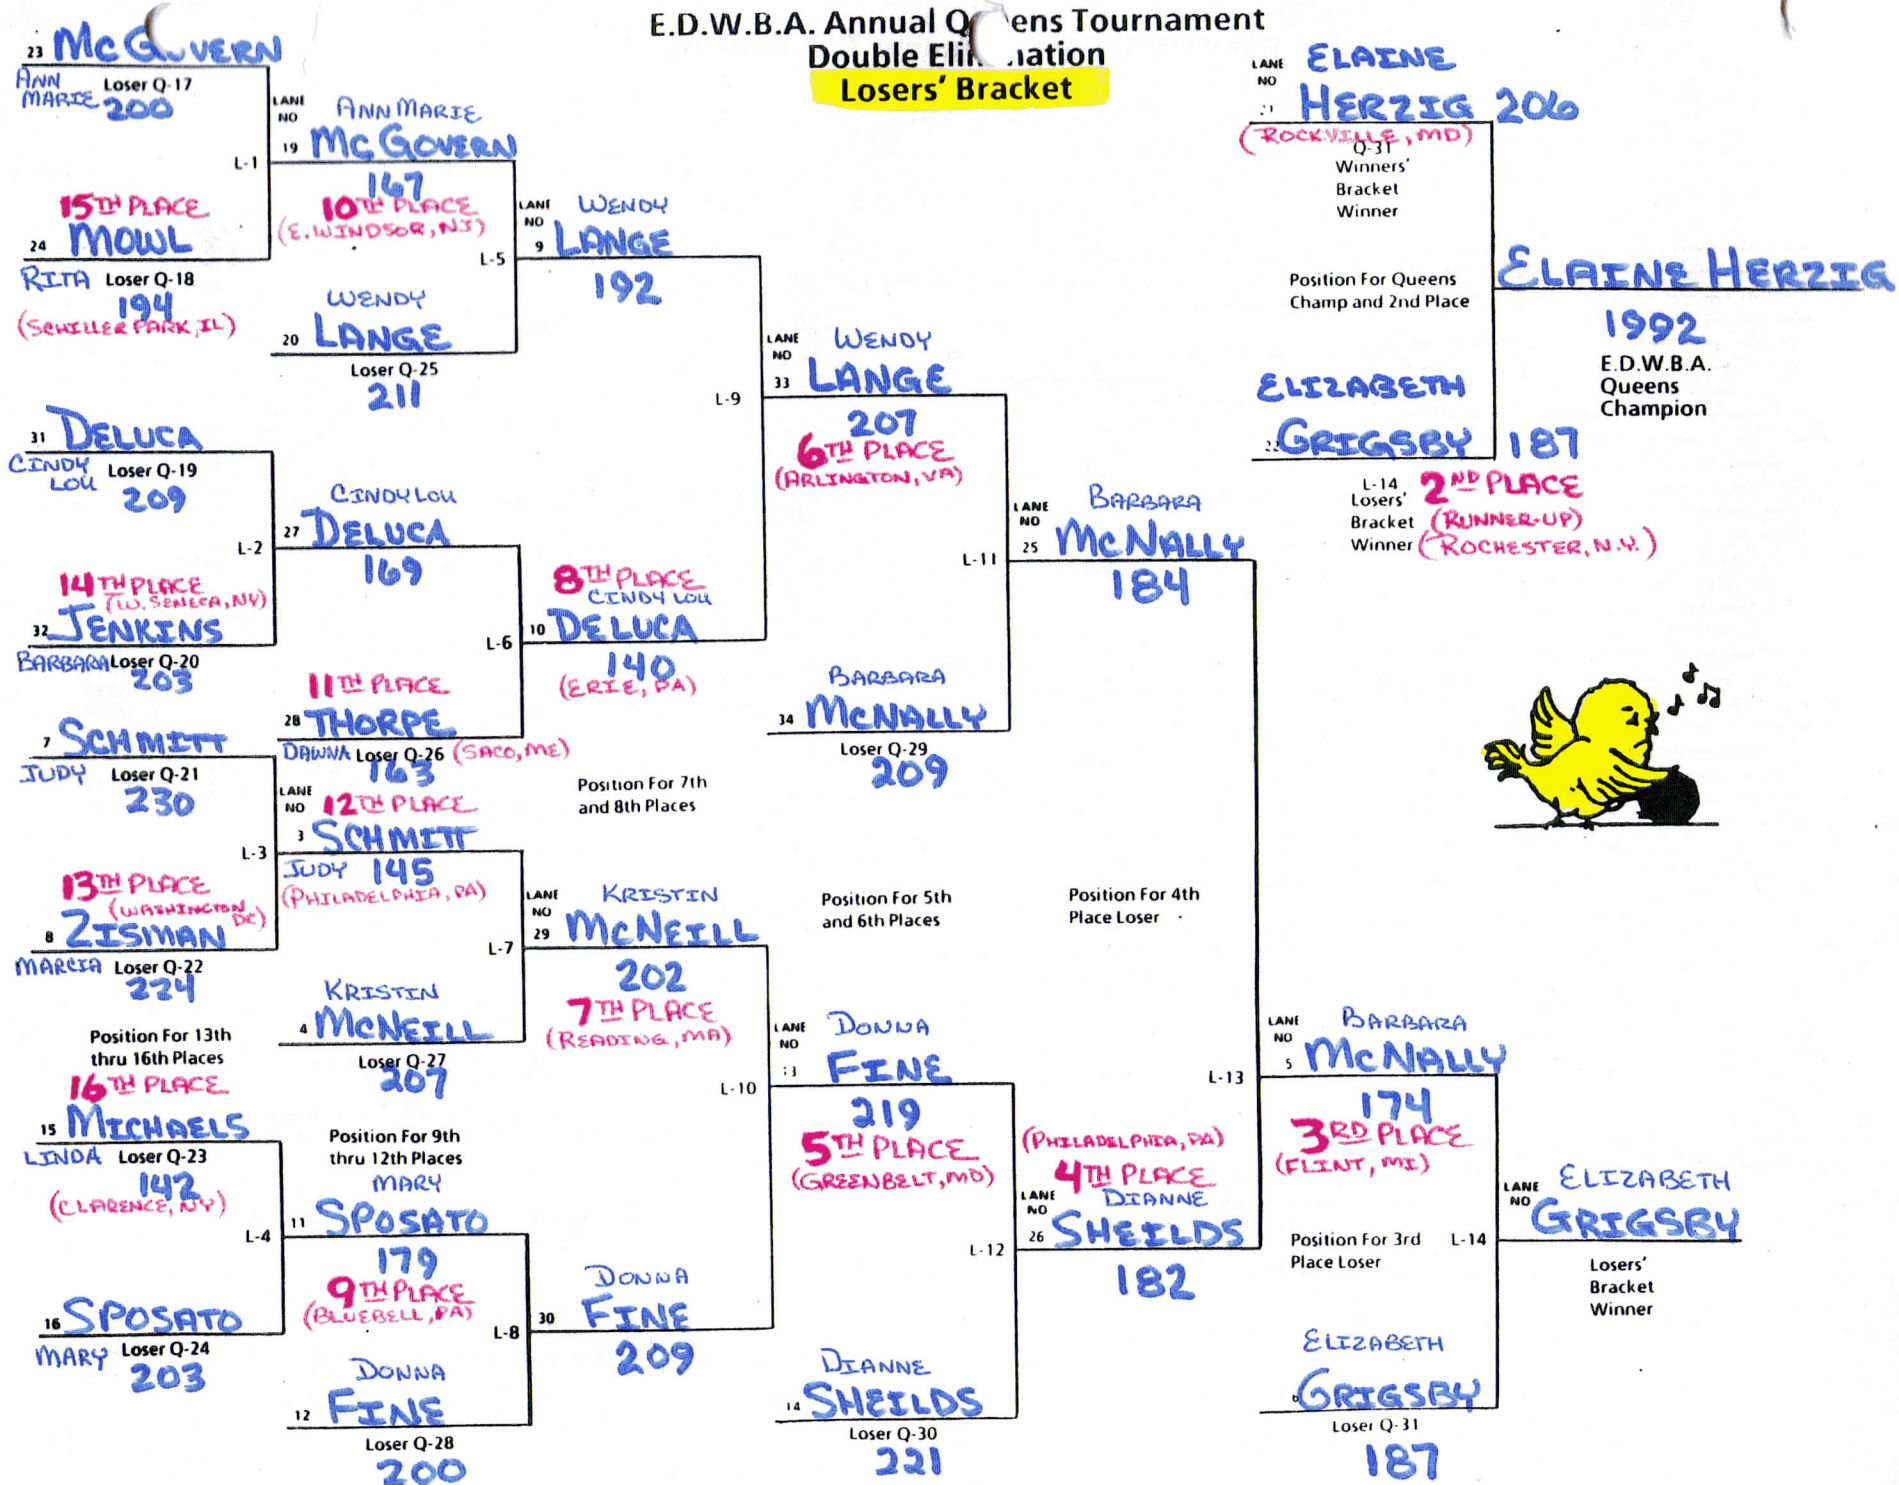 E.D.W.B.A. Annual Queens Tournament
Double Elimination
Losers' Bracket
23 McGOVERN
ANN MARIE Loser Q-17
200
L-1
15TH PLACE
24 MOWL
RITA Loser Q-18
194
(SCHILLER PARK, IL)
31 DELUCA
CINDY LOU Loser Q-19
209
L-2
14TH PLACE
(W. SENECA, NY)
32 JENKINS
BARBARA Loser Q-20
203
7 SCHMITT
JUDY Loser Q-21
230
L-3
13TH PLACE
(WASHINGTON DC)
8 ZISMAN
MARCIA Loser Q-22
224
Position For 13th
thru 16th Places
16TH PLACE
15 MICHAELS
LINDA Loser Q-23
142
(CLARENCE, NY)
L-4
16 SPOSATO
MARY Loser Q-24
203
LANE
NO
ANN MARIE
19 McGOVERN
167
10TH PLACE
(E. WINDSOR, NJ)
L-5
WENDY
20 LANGE
Loser Q-25
211
CINDY LOU
27 DELUCA
169
L-6
11TH PLACE
28 THORPE
DAWNA Loser Q-26 (SACO, ME)
163
LANE
NO
12TH PLACE
3 SCHMITT
JUDY 145
(PHILADELPHIA, PA)
L-7
KRISTIN
4 McNEILL
Loser Q-27
207
Position For 9th
thru 12th Places
MARY
11 SPOSATO
179
9TH PLACE
(BLUEBELL, PA)
L-8
DONNA
12 FINE
Loser Q-28
200
LANE
NO
WENDY
9 LANGE
192
L-9
8TH PLACE
CINDY LOU
10 DELUCA
140
(ERIE, PA)
Position For 7th
and 8th Places
LANE
NO
KRISTIN
29 McNEILL
202
7TH PLACE
(READING, MA)
L-10
DONNA
30 FINE
209
LANE
NO
WENDY
33 LANGE
207
6TH PLACE
(ARLINGTON, VA)
L-11
BARBARA
34 McNALLY
Loser Q-29
209
Position For 5th
and 6th Places
LANE
NO
DONNA
13 FINE
219
5TH PLACE
(GREENBELT, MD)
L-12
DIANNE
14 SHEILDS
Loser Q-30
221
LANE
NO
BARBARA
25 McNALLY
184
Position For 4th
Place Loser
L-13
(PHILADELPHIA, PA)
4TH PLACE
LANE
NO
DIANNE
26 SHEILDS
182
LANE
NO
BARBARA
5 McNALLY
174
3RD PLACE
(FLINT, MI)
Position For 3rd
Place Loser
L-14
ELIZABETH
6 GRIGSBY
Loser Q-31
187
LANE
NO
ELIZABETH
GRIGSBY
Losers'
Bracket
Winner
LANE
NO
ELAINE
21 HERZIG 206
(ROCKVILLE, MD)
Q-31
Winners'
Bracket
Winner
Position For Queens
Champ and 2nd Place
ELIZABETH
22 GRIGSBY 187
L-14
Losers'
Bracket
Winner
2ND PLACE
(RUNNER-UP)
(ROCHESTER, N.Y.)
ELAINE HERZIG
1992
E.D.W.B.A.
Queens
Champion